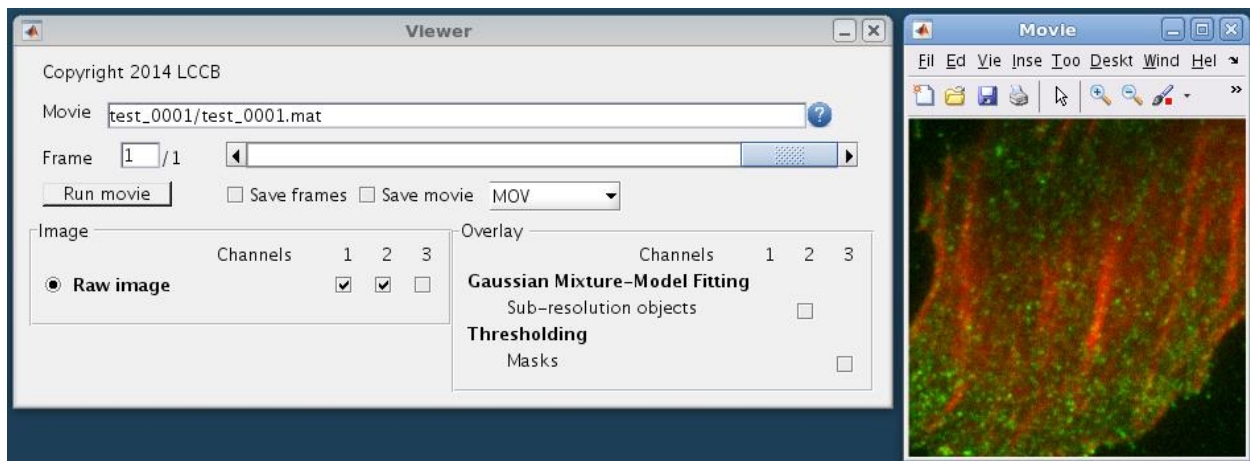 Viewer
Copyright 2014 LCCB
Movie test_0001/test_0001.mat ?
Frame 1 /1
Run movie Save frames Save movie MOV
Image
Channels 1 2 3
Raw image
Overlay
Channels 1 2 3
Gaussian Mixture-Model Fitting
Sub-resolution objects
Thresholding
Masks
Movie
Fil Ed Vie Inse Too Deskt Wind Hel
»